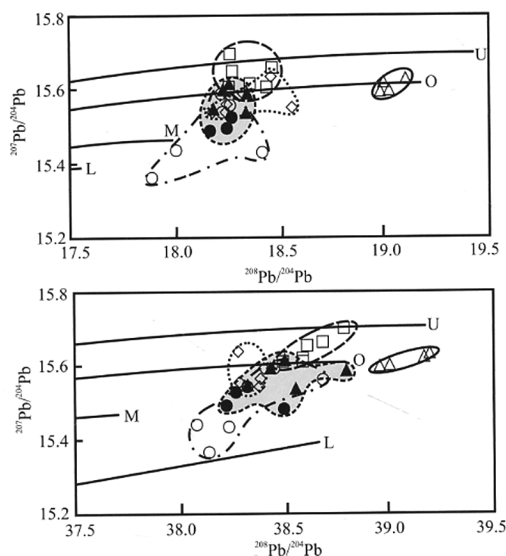 15.8
15.6
15.4
15.2
²⁰⁷Pb/²⁰⁴Pb
U
O
M
L
17.5 18.0 18.5 19.0 19.5
²⁰⁸Pb/²⁰⁴Pb
15.8
15.6
15.4
15.2
²⁰⁷Pb/²⁰⁴Pb
U
O
M
L
37.5 38.0 38.5 39.0 39.5
²⁰⁸Pb/²⁰⁴Pb